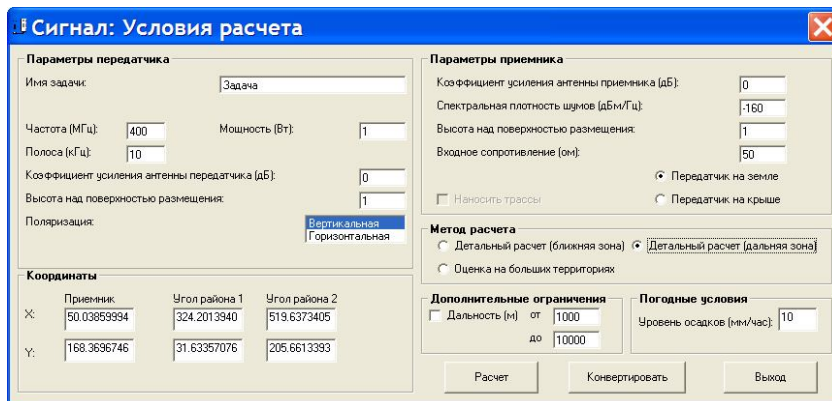 Сигнал: Условия расчета
Параметры передатчика
Имя задачи: Задача
Частота (МГц): 400 Мощность (Вт): 1
Полоса (кГц): 10
Коэффициент усиления антенны передатчика (дБ): 0
Высота над поверхностью размещения: 1
Поляризация: Вертикальная
Горизонтальная
Координаты
Приемник Угол района 1 Угол района 2
X: 50.03859994 324.2013940 519.6373405
Y: 168.3696746 31.63357076 205.6613393
Параметры приемника
Коэффициент усиления антенны приемника (дБ): 0
Спектральная плотность шумов (дБм/Гц): -160
Высота над поверхностью размещения: 1
Входное сопротивление (ом): 50
Передатчик на земле
Наносить трассы Передатчик на крыше
Метод расчета
Детальный расчет (ближняя зона) Детальный расчет (дальняя зона)
Оценка на больших территориях
Дополнительные ограничения
Дальность (м) от 1000
до 10000
Погодные условия
Уровень осадков (мм/час): 10
Расчет Конвертировать Выход